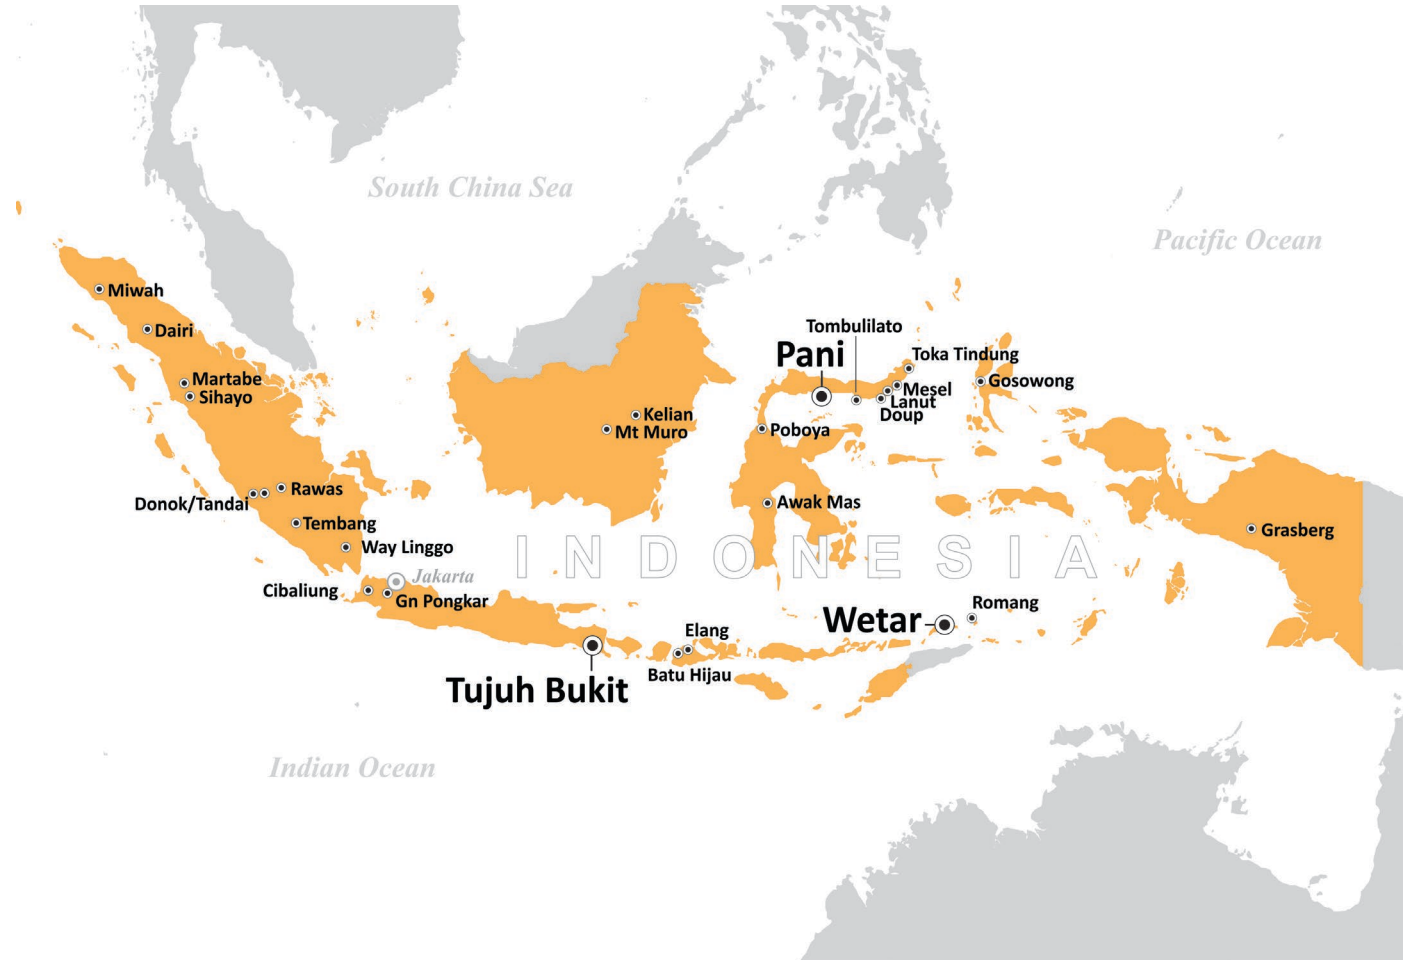 South China Sea
Pacific Ocean
Miwah
Dairi
Martabe
Sihayo
Tombulilato
Pani
Toka Tindung
Gosowong
Mesel
Lanut
Doup
Kelian
Mt Muro
Poboya
Rawas
Donok/Tandai
Awak Mas
Tembang
Grasberg
Way Linggo
INDONESIA
Jakarta
Cibaliung
Gn Pongkar
Romang
Wetar
Elang
Batu Hijau
Tujuh Bukit
Indian Ocean